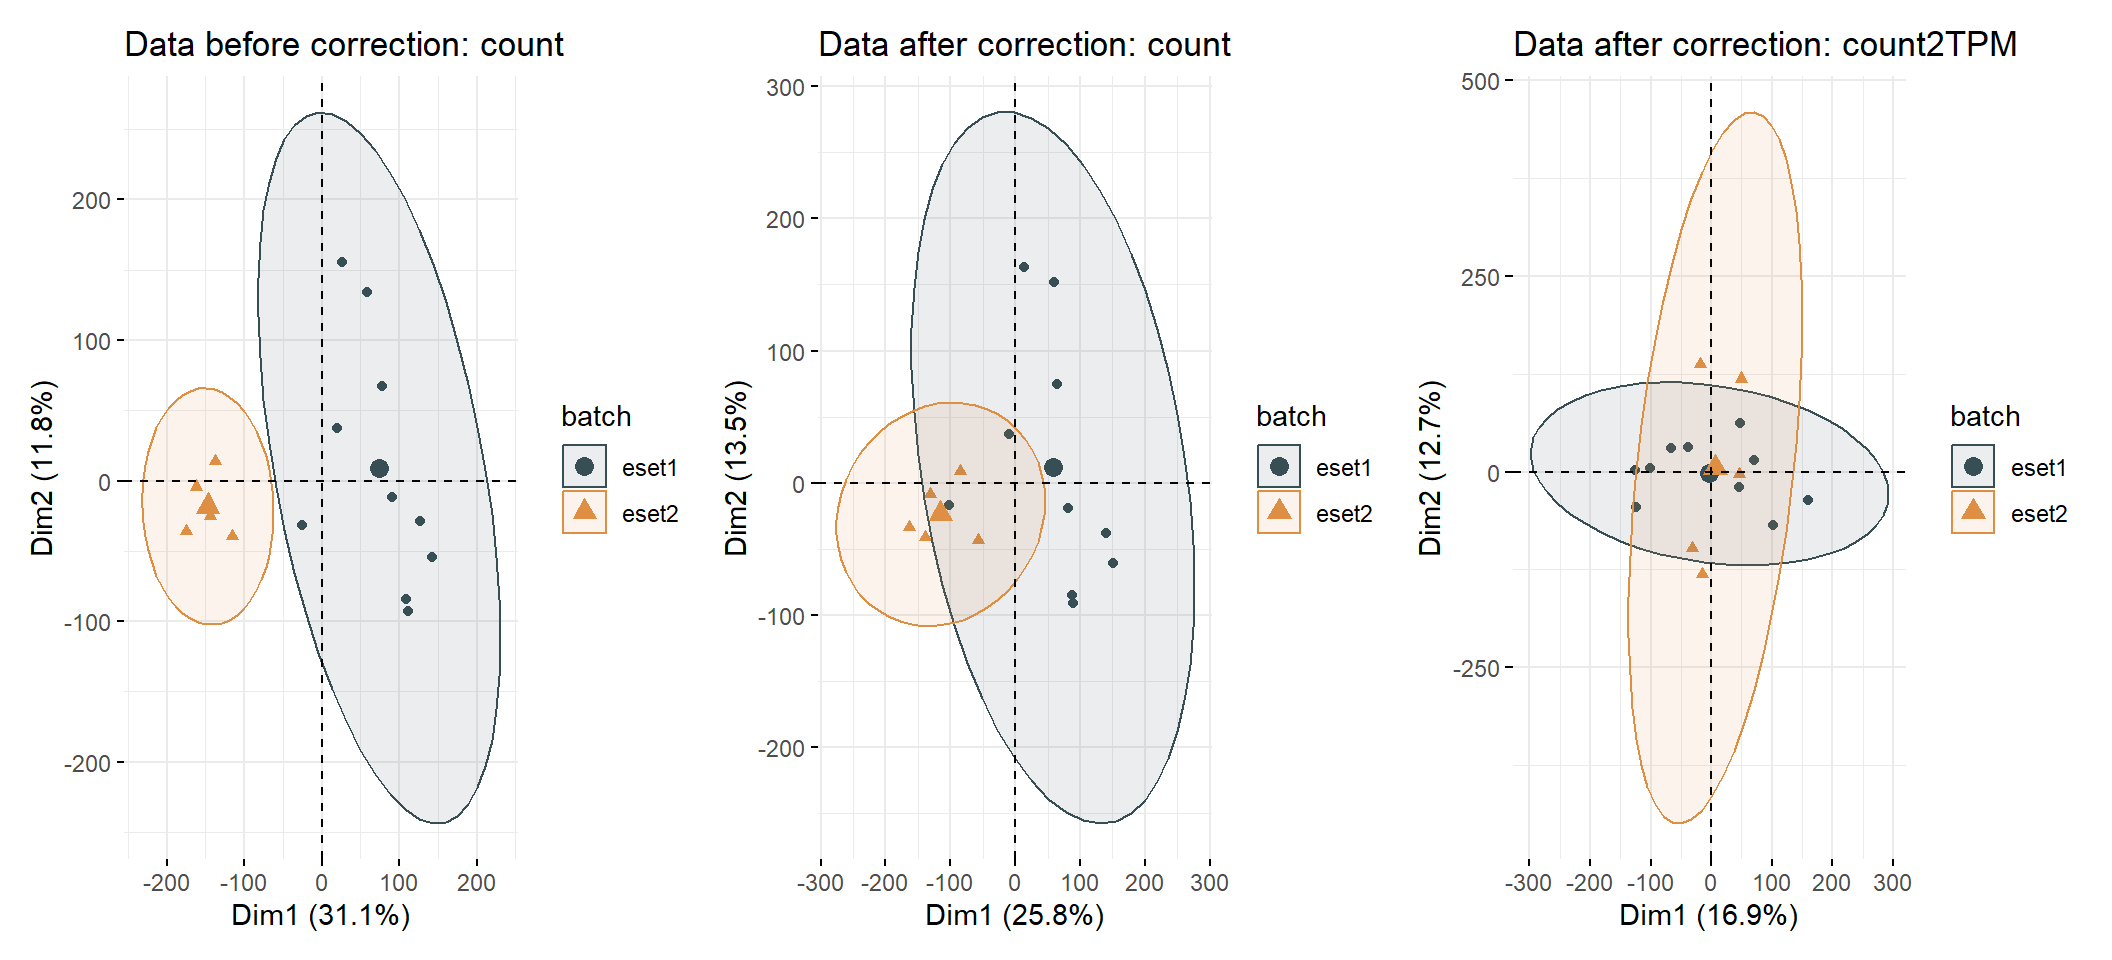 Data before correction: count
Dim2 (11.8%)
200
100
0
-100
-200
-200 -100 0 100 200
Dim1 (31.1%)
batch
eset1
eset2
Data after correction: count
Dim2 (13.5%)
300
200
100
0
-100
-200
-300 -200 -100 0 100 200 300
Dim1 (25.8%)
batch
eset1
eset2
Data after correction: count2TPM
Dim2 (12.7%)
500
250
0
-250
-300 -200 -100 0 100 200 300
Dim1 (16.9%)
batch
eset1
eset2